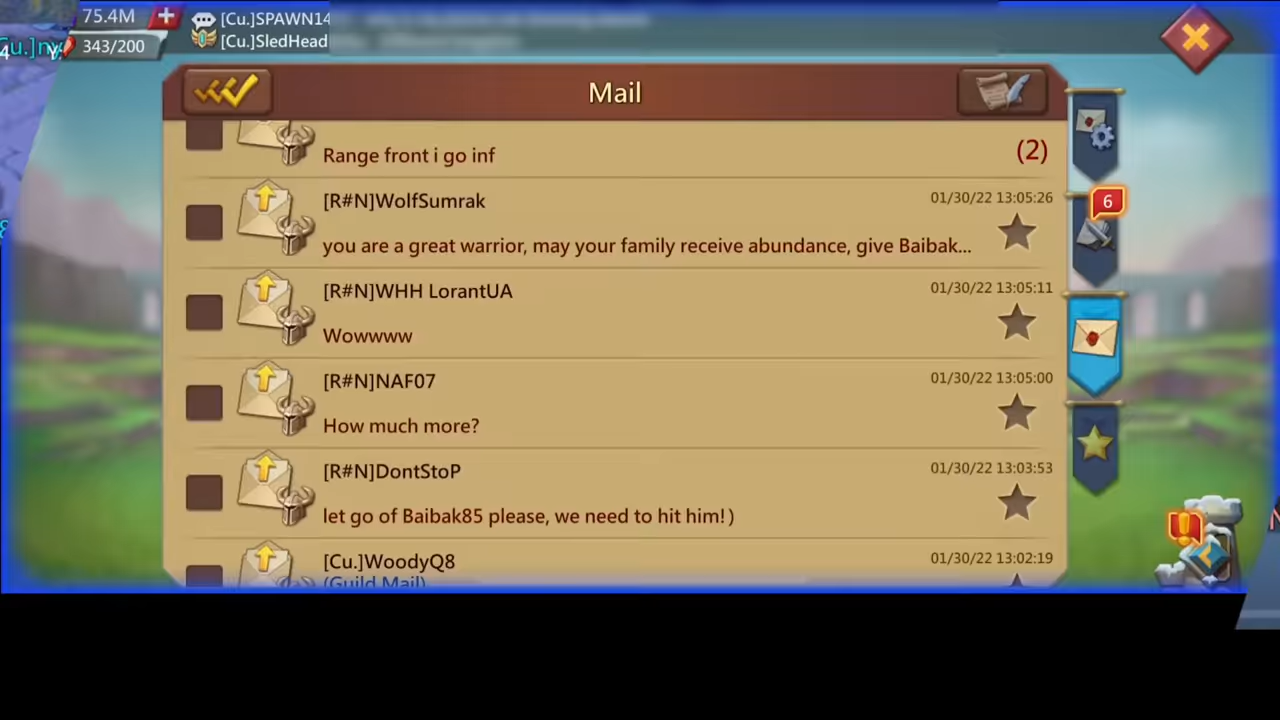 75.4M
343/200
[Cu.]SPAWN14
[Cu.]SledHead
Mail
Range front i go inf
(2)
[R#N]WolfSumrak
01/30/22 13:05:26
you are a great warrior, may your family receive abundance, give Baibak...
6
[R#N]WHH LorantUA
01/30/22 13:05:11
Wowwww
[R#N]NAF07
01/30/22 13:05:00
How much more?
[R#N]DontStoP
01/30/22 13:03:53
let go of Baibak85 please, we need to hit him!)
[Cu.]WoodyQ8
01/30/22 13:02:19
(Guild Mail)